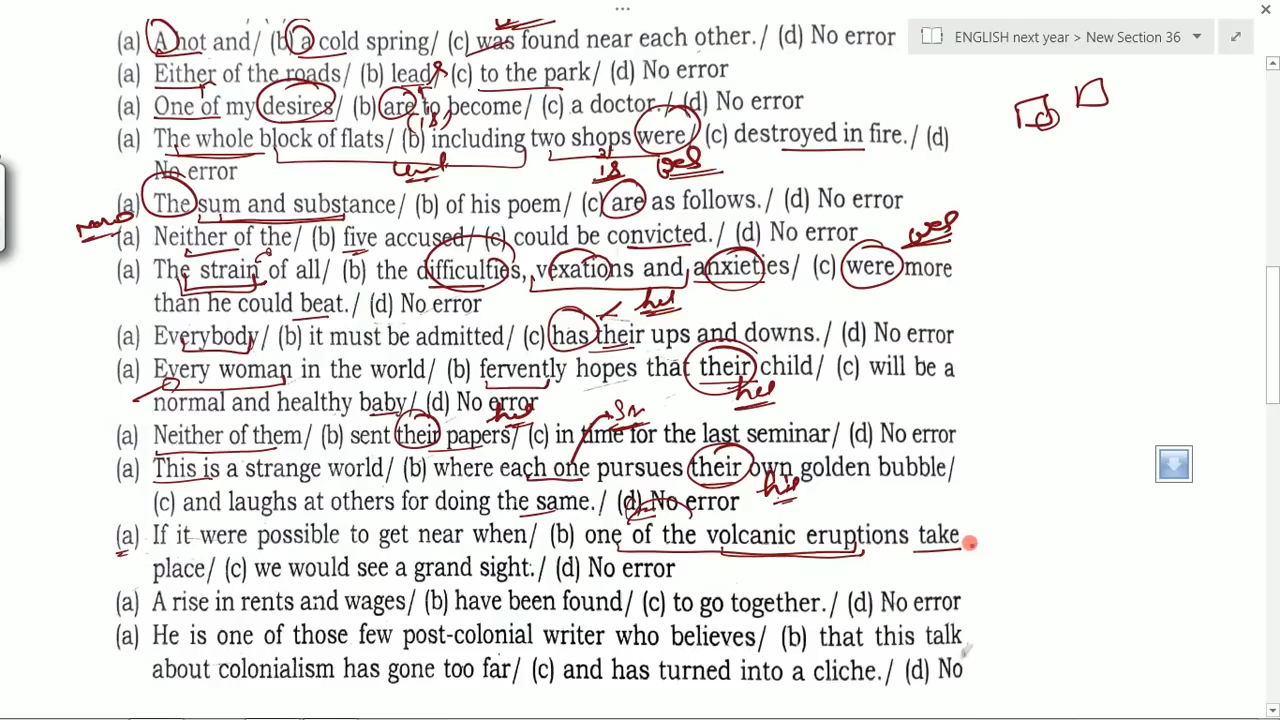 ENGLISH next year > New Section 36
(a) A hot and/ (b) a cold spring/ (c) was found near each other./ (d) No error
(a) Either of the roads/ (b) lead/ (c) to the park/ (d) No error
(a) One of my desires/ (b) are to become/ (c) a doctor./ (d) No error
(is)
(a) The whole block of flats/ (b) including two shops were/ (c) destroyed in fire./ (d)
No error
is
was
(a) The sum and substance/ (b) of his poem/ (c) are as follows./ (d) No error
(a) Neither of the/ (b) five accused/ (c) could be convicted./ (d) No error
was
(a) The strain of all/ (b) the difficulties, vexations and anxieties/ (c) were more
than he could beat./ (d) No error
his
(a) Everybody/ (b) it must be admitted/ (c) has their ups and downs./ (d) No error
(a) Every woman in the world/ (b) fervently hopes that their child/ (c) will be a
her
normal and healthy baby/ (d) No error
his
(a) Neither of them/ (b) sent their papers/ (c) in time for the last seminar/ (d) No error
(a) This is a strange world/ (b) where each one pursues their own golden bubble/
his
(c) and laughs at others for doing the same./ (d) No error
(a) If it were possible to get near when/ (b) one of the volcanic eruptions take
place/ (c) we would see a grand sight./ (d) No error
(a) A rise in rents and wages/ (b) have been found/ (c) to go together./ (d) No error
(a) He is one of those few post-colonial writer who believes/ (b) that this talk
about colonialism has gone too far/ (c) and has turned into a cliche./ (d) No